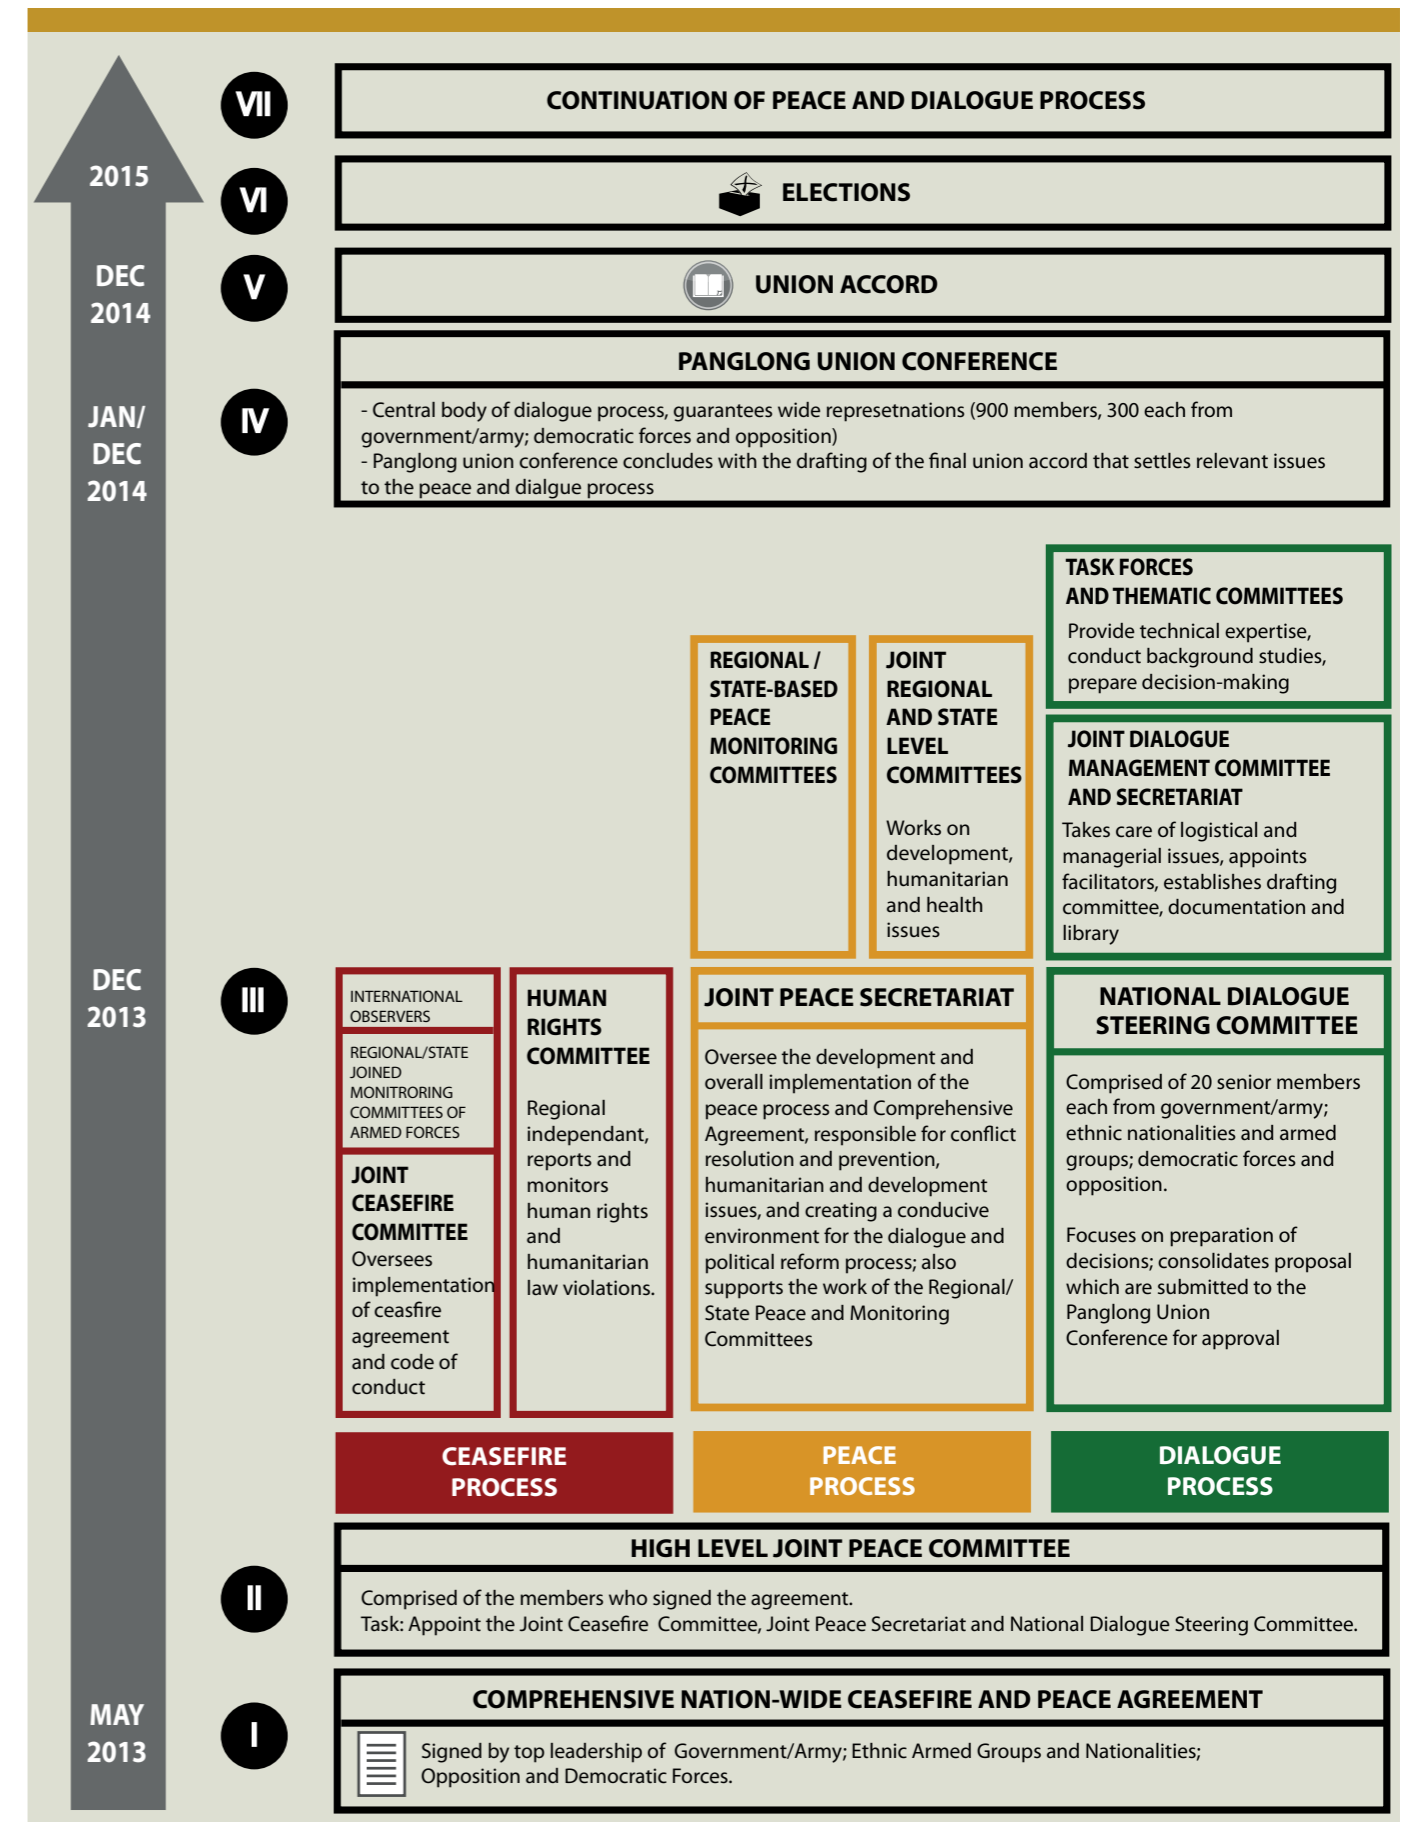 VII
CONTINUATION OF PEACE AND DIALOGUE PROCESS
2015
VI
ELECTIONS
DEC
2014
V
UNION ACCORD
JAN/
DEC
2014
IV
PANGLONG UNION CONFERENCE
- Central body of dialogue process, guarantees wide represetnations (900 members, 300 each from
government/army; democratic forces and opposition)
- Panglong union conference concludes with the drafting of the final union accord that settles relevant issues
to the peace and dialgue process
TASK FORCES
AND THEMATIC COMMITTEES
Provide technical expertise,
conduct background studies,
prepare decision-making
REGIONAL /
STATE-BASED
PEACE
MONITORING
COMMITTEES
JOINT
REGIONAL
AND STATE
LEVEL
COMMITTEES
Works on
development,
humanitarian
and health
issues
JOINT DIALOGUE
MANAGEMENT COMMITTEE
AND SECRETARIAT
Takes care of logistical and
managerial issues, appoints
facilitators, establishes drafting
committee, documentation and
library
DEC
2013
III
INTERNATIONAL
OBSERVERS
REGIONAL/STATE
JOINED
MONITRORING
COMMITTEES OF
ARMED FORCES
JOINT
CEASEFIRE
COMMITTEE
Oversees
implementation
of ceasfire
agreement
and code of
conduct
HUMAN
RIGHTS
COMMITTEE
Regional
independant,
reports and
monitors
human rights
and
humanitarian
law violations.
JOINT PEACE SECRETARIAT
Oversee the development and
overall implementation of the
peace process and Comprehensive
Agreement, responsible for conflict
resolution and prevention,
humanitarian and development
issues, and creating a conducive
environment for the dialogue and
political reform process; also
supports the work of the Regional/
State Peace and Monitoring
Committees
NATIONAL DIALOGUE
STEERING COMMITTEE
Comprised of 20 senior members
each from government/army;
ethnic nationalities and armed
groups; democratic forces and
opposition.
Focuses on preparation of
decisions; consolidates proposal
which are submitted to the
Panglong Union
Conference for approval
CEASEFIRE
PROCESS
PEACE
PROCESS
DIALOGUE
PROCESS
II
HIGH LEVEL JOINT PEACE COMMITTEE
Comprised of the members who signed the agreement.
Task: Appoint the Joint Ceasefire Committee, Joint Peace Secretariat and National Dialogue Steering Committee.
MAY
2013
I
COMPREHENSIVE NATION-WIDE CEASEFIRE AND PEACE AGREEMENT
Signed by top leadership of Government/Army; Ethnic Armed Groups and Nationalities;
Opposition and Democratic Forces.